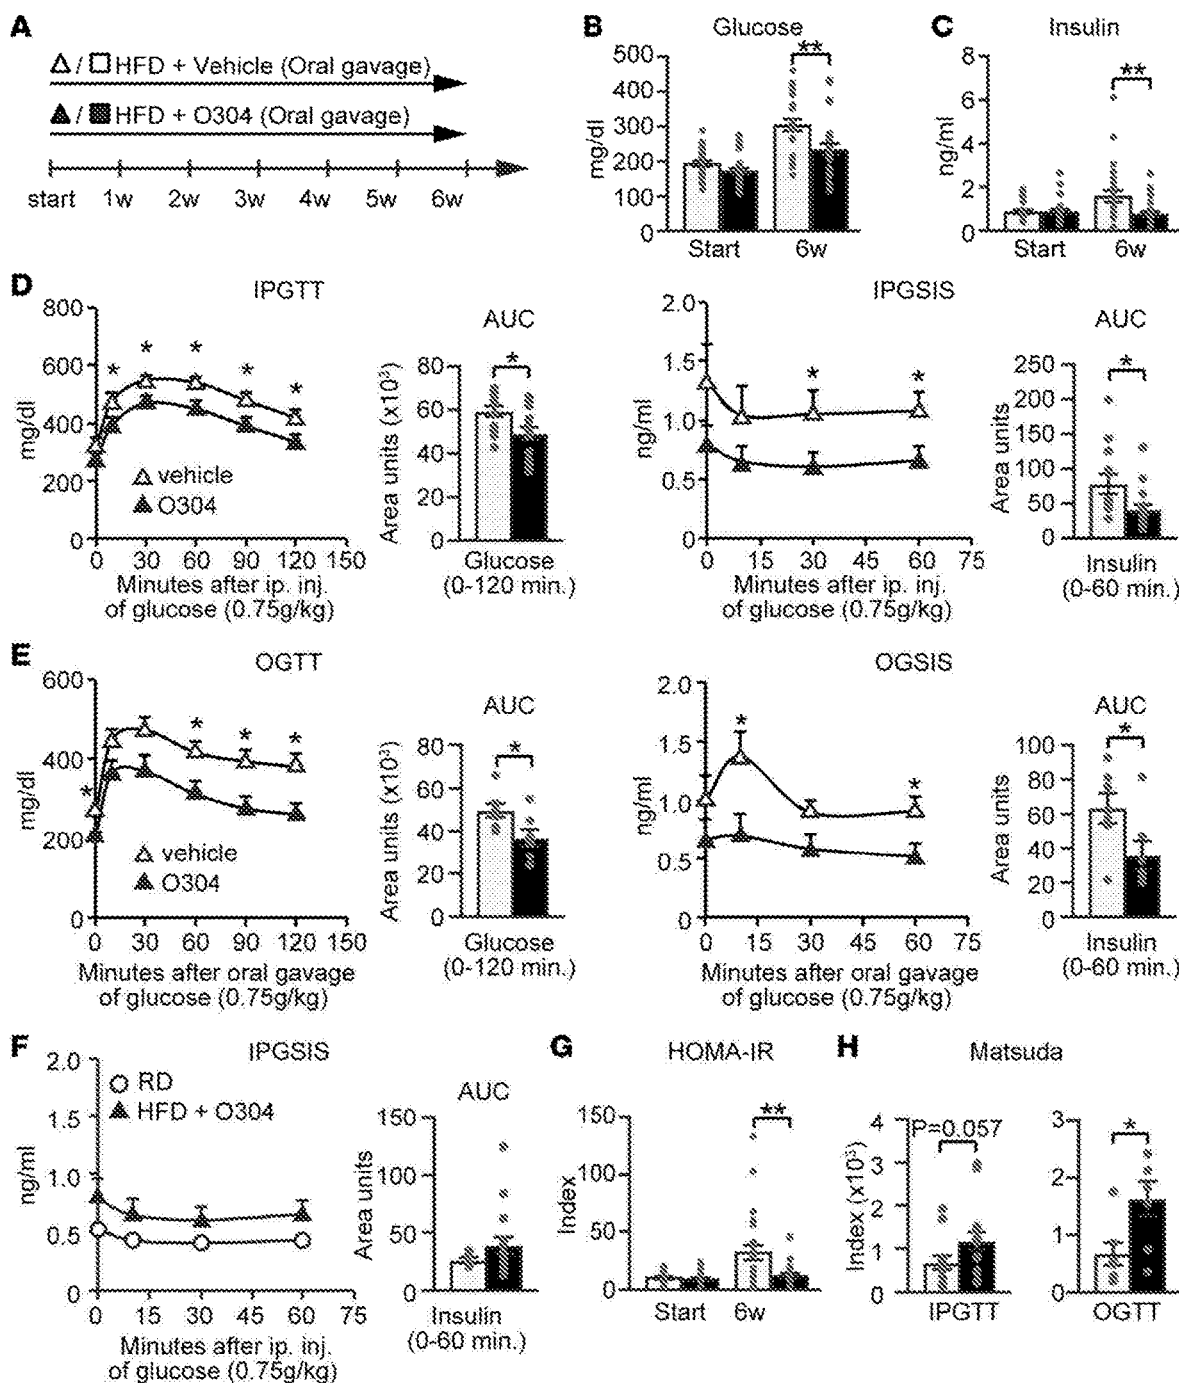 A
△ / □ HFD + Vehicle (Oral gavage)
▲ / ■ HFD + O304 (Oral gavage)
start 1w 2w 3w 4w 5w 6w
B
Glucose
**
500
400
300
200
100
0
mg/dl
Start 6w
C
Insulin
**
8
6
4
2
0
ng/ml
Start 6w
D
IPGTT
800
600
400
200
0
mg/dl
* * * * *
△ vehicle
▲ O304
0 30 60 90 120 150
Minutes after ip. inj.
of glucose (0.75g/kg)
AUC
*
80
60
40
20
0
Area units (x10³)
Glucose
(0-120 min.)
IPGSIS
2.0
1.5
1.0
0.5
0
ng/ml
* *
0 15 30 45 60 75
Minutes after ip. inj.
of glucose (0.75g/kg)
AUC
*
250
200
150
100
50
0
Area units
Insulin
(0-60 min.)
E
OGTT
600
400
200
0
mg/dl
* * * *
△ vehicle
▲ O304
0 30 60 90 120 150
Minutes after oral gavage
of glucose (0.75g/kg)
AUC
*
80
60
40
20
0
Area units (x10³)
Glucose
(0-120 min.)
OGSIS
2.0
1.5
1.0
0.5
0
ng/ml
* *
0 15 30 45 60 75
Minutes after oral gavage
of glucose (0.75g/kg)
AUC
*
100
80
60
40
20
0
Area units
Insulin
(0-60 min.)
F
IPGSIS
2.0
1.5
1.0
0.5
0
ng/ml
○ RD
▲ HFD + O304
0 15 30 45 60 75
Minutes after ip. inj.
of glucose (0.75g/kg)
AUC
150
100
50
0
Area units
Insulin
(0-60 min.)
G
HOMA-IR
**
150
100
50
0
Index
Start 6w
H
Matsuda
P=0.057
4
3
2
1
0
Index (x10³)
IPGTT
*
3
2
1
0
OGTT